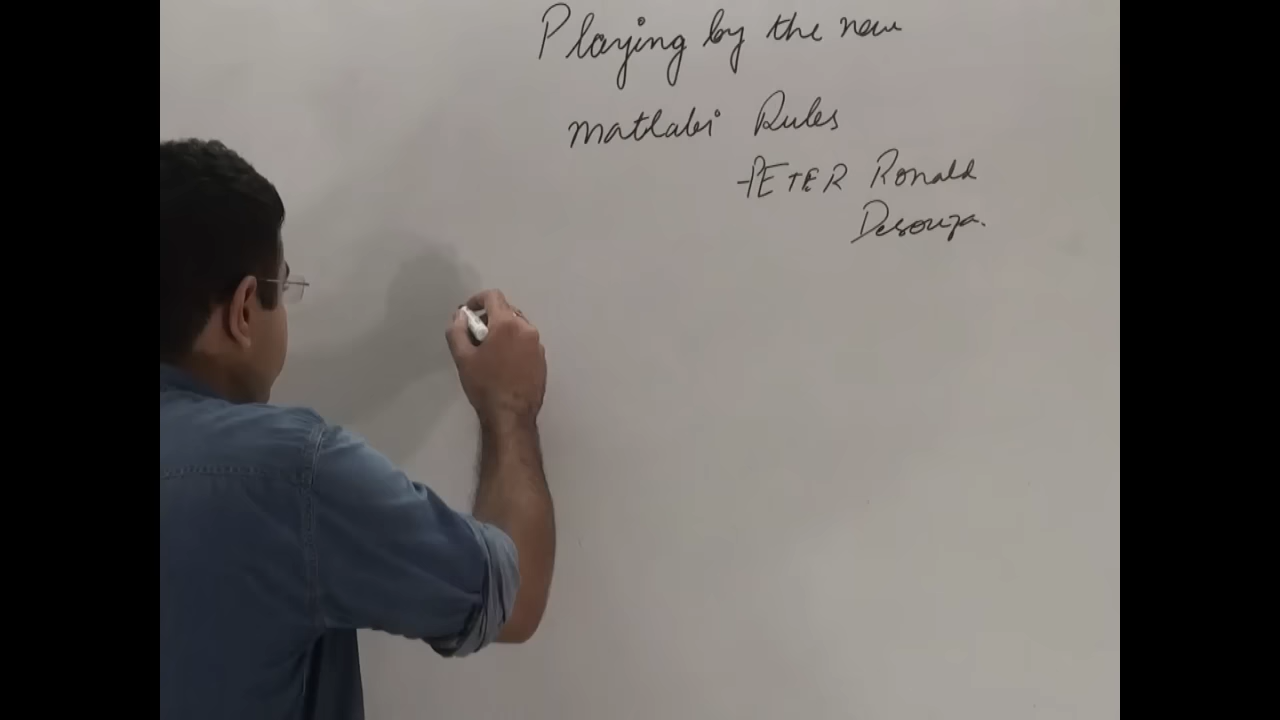 Playing by the new
matlabi Rules
-PETER Ronald
Desouza.